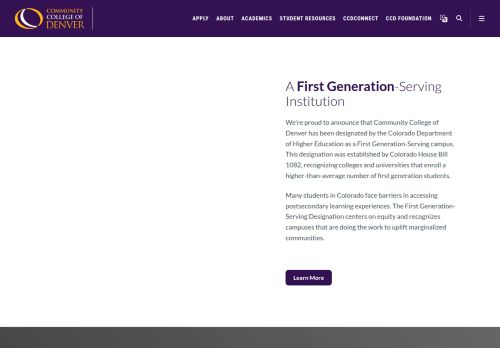 COMMUNITY
COLLEGE OF
DENVER
APPLY ABOUT ACADEMICS STUDENT RESOURCES CCDCONNECT CCD FOUNDATION
A First Generation-Serving
Institution
We're proud to announce that Community College of
Denver has been designated by the Colorado Department
of Higher Education as a First Generation-Serving campus.
This designation was established by Colorado House Bill
1082, recognizing colleges and universities that enroll a
higher-than-average number of first generation students.
Many students in Colorado face barriers in accessing
postsecondary learning experiences. The First Generation-
Serving Designation centers on equity and recognizes
campuses that are doing the work to uplift marginalized
communities.
Learn More